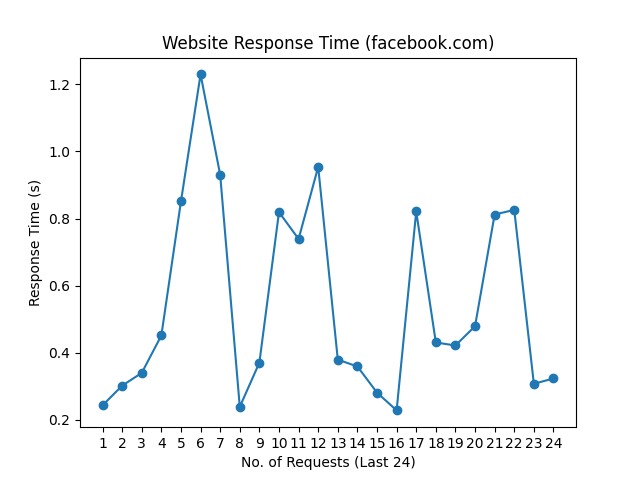 Website Response Time (facebook.com)
Response Time (s)
1.2
1.0
0.8
0.6
0.4
0.2
1 2 3 4 5 6 7 8 9 10 11 12 13 14 15 16 17 18 19 20 21 22 23 24
No. of Requests (Last 24)